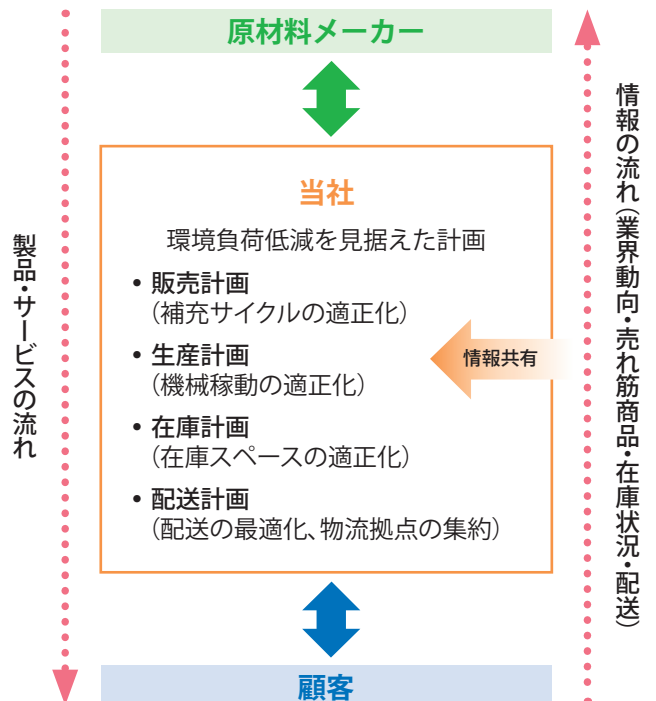 原材料メーカー
当社
環境負荷低減を見据えた計画
• 販売計画
(補充サイクルの適正化)
• 生産計画
(機械稼動の適正化)
• 在庫計画
(在庫スペースの適正化)
• 配送計画
(配送の最適化、物流拠点の集約)
情報共有
顧客
製品・サービスの流れ
情報の流れ(業界動向・売れ筋商品・在庫状況・配送)